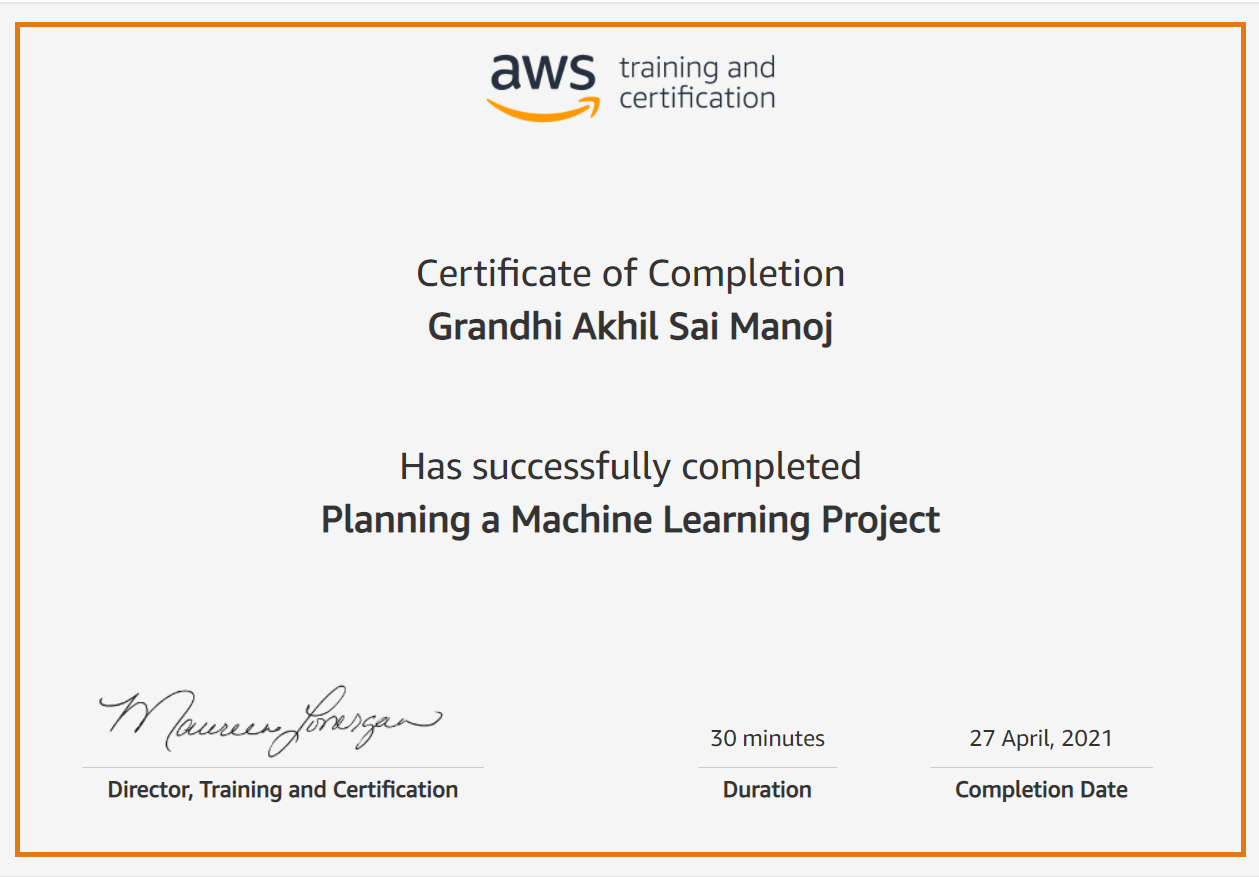 aws training and
certification
Certificate of Completion
Grandhi Akhil Sai Manoj
Has successfully completed
Planning a Machine Learning Project
Maureen Lonergan
30 minutes
27 April, 2021
Director, Training and Certification
Duration
Completion Date